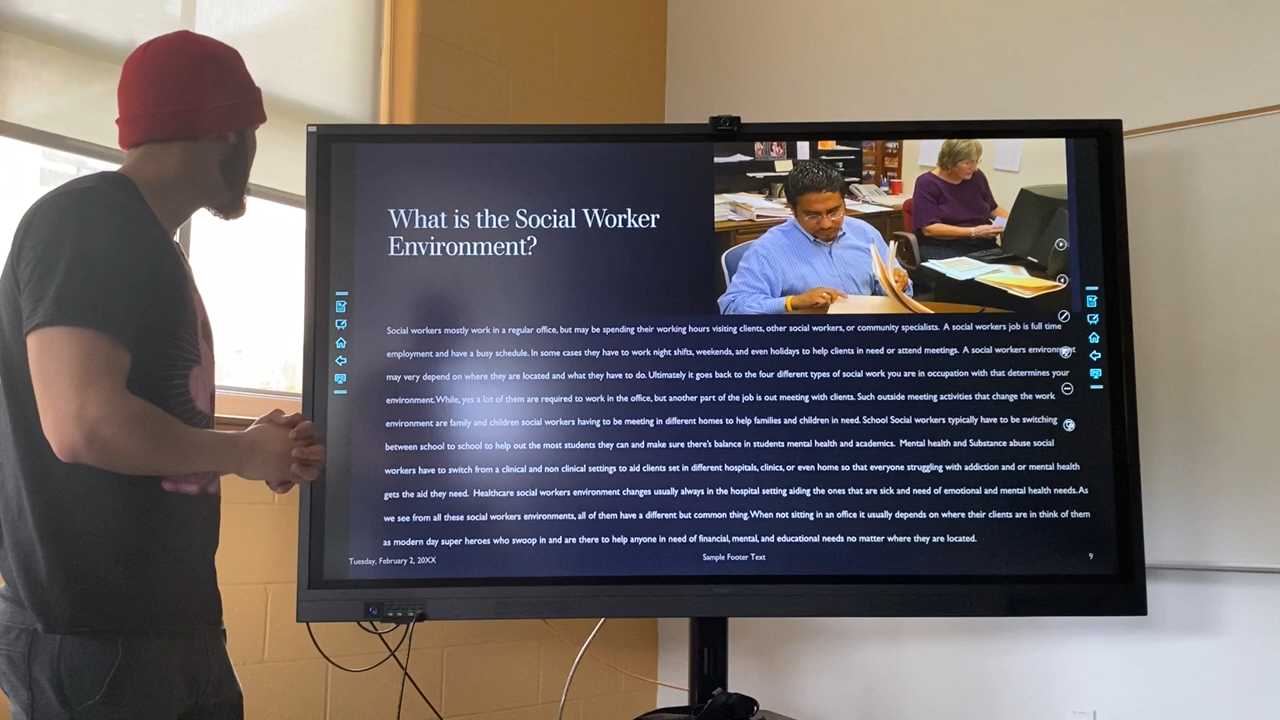 What is the Social Worker
Environment?
Social workers mostly work in a regular office, but may be spending their working hours visiting clients, other social workers, or community specialists. A social workers job is full time
employment and have a busy schedule. In some cases they have to work night shifts, weekends, and even holidays to help clients in need or attend meetings. A social workers environment
may very depend on where they are located and what they have to do. Ultimately it goes back to the four different types of social work you are in occupation with that determines your
environment. While, yes a lot of them are required to work in the office, but another part of the job is out meeting with clients. Such outside meeting activities that change the work
environment are family and children social workers having to be meeting in different homes to help families and children in need. School Social workers typically have to be switching
between school to school to help out the most students they can and make sure there's balance in students mental health and academics. Mental health and Substance abuse social
workers have to switch from a clinical and non clinical settings to aid clients set in different hospitals, clinics, or even home so that everyone struggling with addiction and or mental health
gets the aid they need. Healthcare social workers environment changes usually always in the hospital setting aiding the ones that are sick and need of emotional and mental health needs. As
we see from all these social workers environments, all of them have a different but common thing. When not sitting in an office it usually depends on where their clients are in think of them
as modern day super heroes who swoop in and are there to help anyone in need of financial, mental, and educational needs no matter where they are located.
Tuesday, February 2, 20XX
Sample Footer Text
9